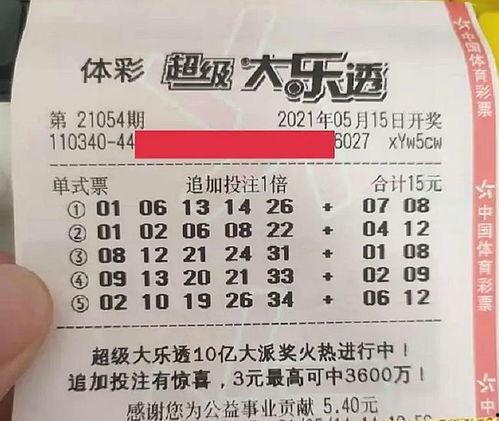 体彩 超级大乐透
第 21054期 2021年05月15日开奖
110340-44 6027 xYw5cw
单式票 追加投注1倍 合计15元
① 01 06 13 14 26 + 07 08
② 01 02 06 08 22 + 04 12
③ 08 12 21 24 31 + 01 08
④ 09 13 20 21 33 + 02 09
⑤ 02 10 19 26 34 + 06 12
超级大乐透10亿大派奖火热进行中！
追加投注有惊喜，3元最高可中3600万！
感谢您为公益事业贡献 5.40元
中国体育彩票
中国体育彩票